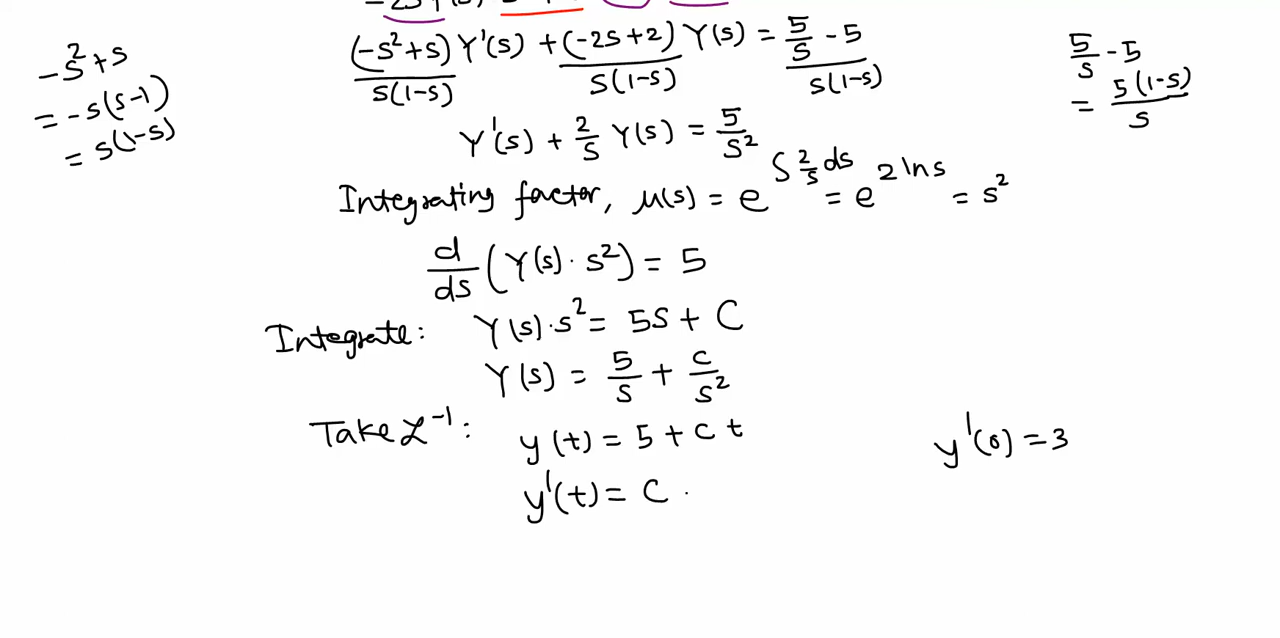 (-s²+s)/(s(1-s)) Y'(s) + (-2s+2)/(s(1-s)) Y(s) = (5/s - 5)/(s(1-s))
-s²+s
= -s(s-1)
= s(1-s)
5/s - 5
= 5(1-s)/s
Y'(s) + 2/s Y(s) = 5/s²
Integrating factor, μ(s) = e^(∫ 2/s ds) = e^(2 ln s) = s²
d/ds (Y(s) · s²) = 5
Integrate: Y(s) · s² = 5s + C
Y(s) = 5/s + c/s²
Take ℒ⁻¹: y(t) = 5 + c t
y'(0) = 3
y'(t) = C .